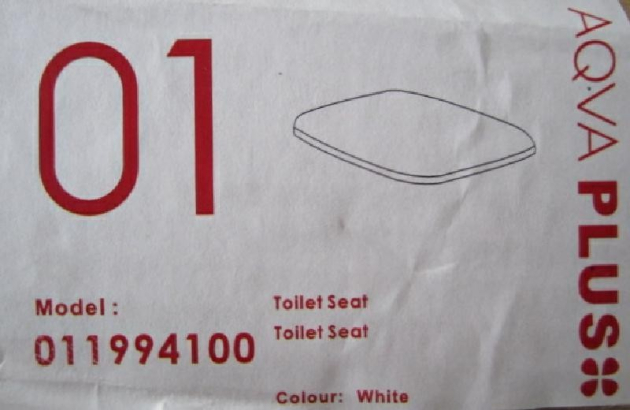 01
AQVA PLUS
Model :
011994100
Toilet Seat
Toilet Seat
Colour: White